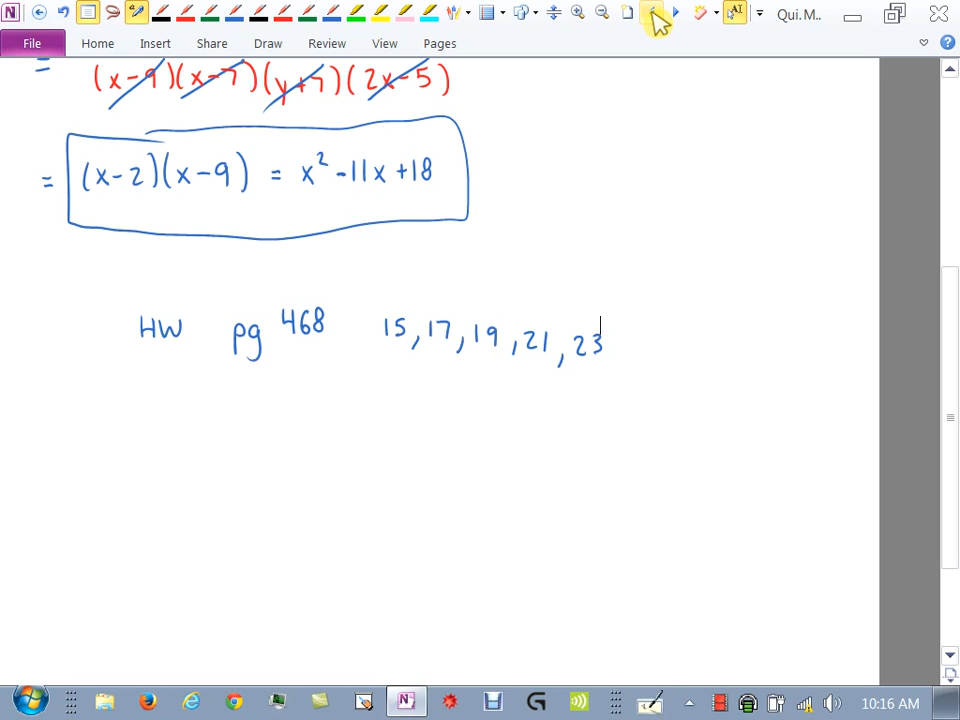 Qui.M..
File Home Insert Share Draw Review View Pages
= (x-9)(x-7)(y+7)(2x-5)
= (x-2)(x-9) = x²-11x+18
HW pg 468 15, 17, 19, 21, 23
10:16 AM